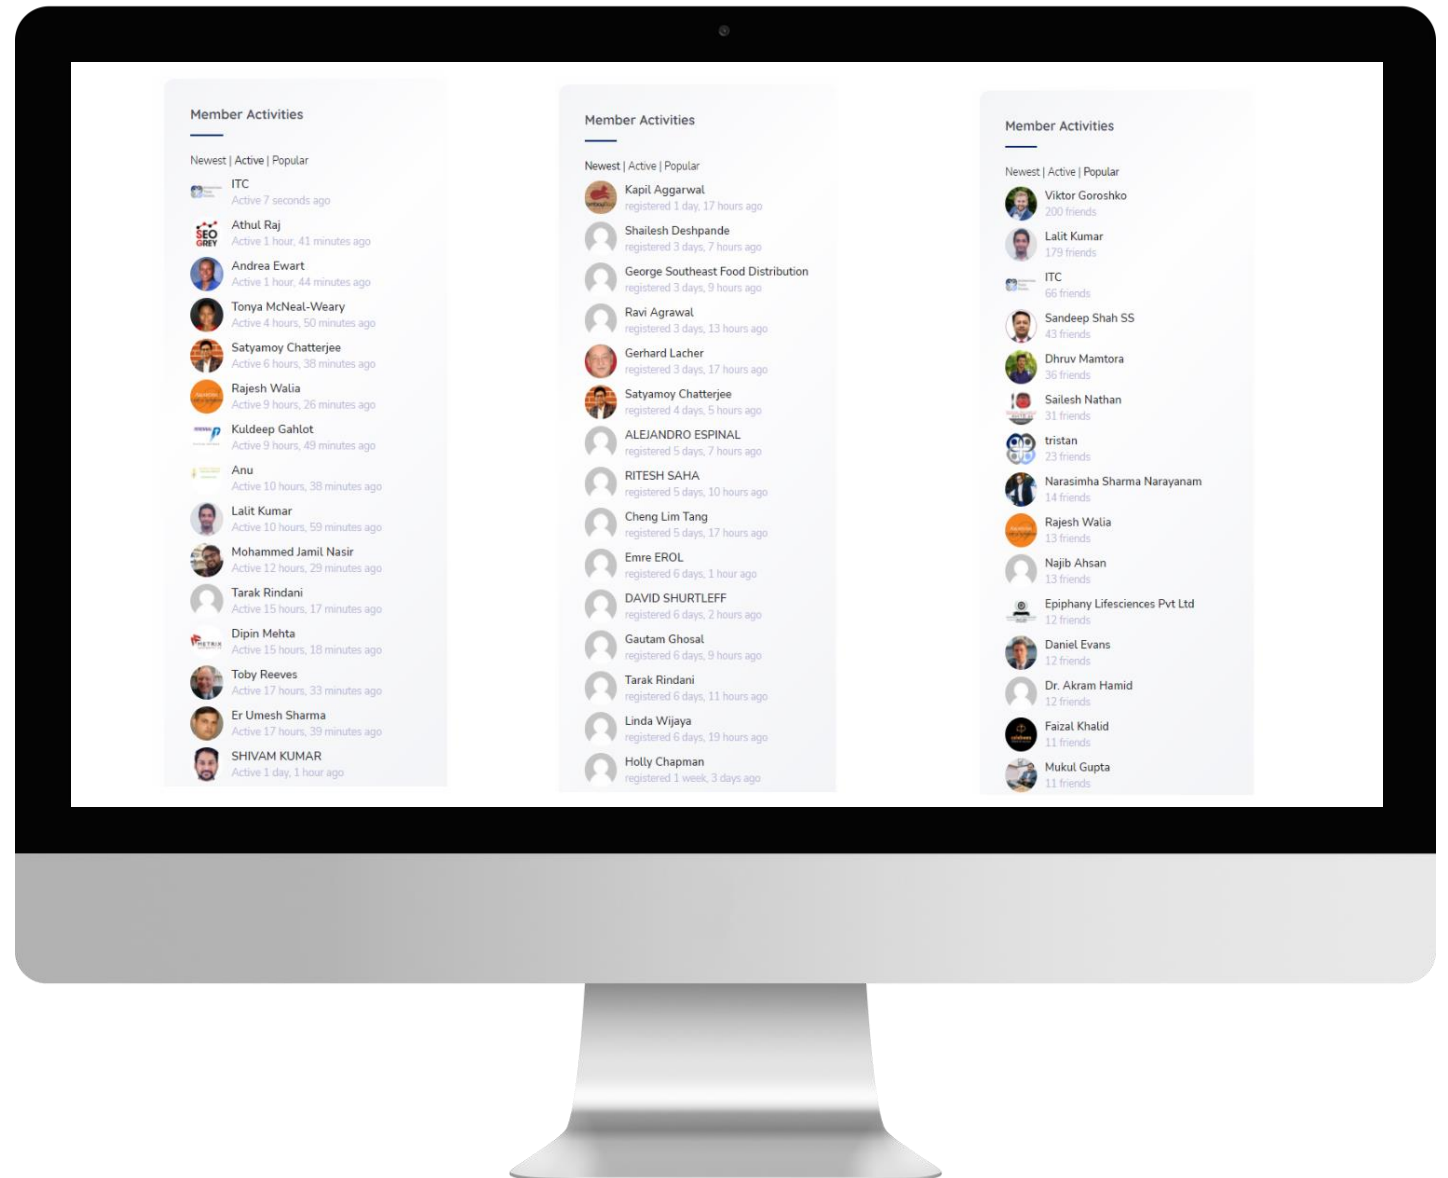 Member Activities
Newest | Active | Popular
ITC
Active 7 seconds ago
SEO
GREY
Athul Raj
Active 1 hour, 41 minutes ago
Andrea Ewart
Active 1 hour, 44 minutes ago
Tonya McNeal-Weary
Active 4 hours, 50 minutes ago
Satyamoy Chatterjee
Active 6 hours, 38 minutes ago
Rajesh Walia
Active 9 hours, 26 minutes ago
Kuldeep Gahlot
Active 9 hours, 49 minutes ago
Anu
Active 10 hours, 38 minutes ago
Lalit Kumar
Active 10 hours, 59 minutes ago
Mohammed Jamil Nasir
Active 12 hours, 29 minutes ago
Tarak Rindani
Active 15 hours, 17 minutes ago
Dipin Mehta
Active 15 hours, 18 minutes ago
Toby Reeves
Active 17 hours, 33 minutes ago
Er Umesh Sharma
Active 17 hours, 39 minutes ago
SHIVAM KUMAR
Active 1 day, 1 hour ago
Member Activities
Newest | Active | Popular
Kapil Aggarwal
registered 1 day, 17 hours ago
Shailesh Deshpande
registered 3 days, 7 hours ago
George Southeast Food Distribution
registered 3 days, 9 hours ago
Ravi Agrawal
registered 3 days, 13 hours ago
Gerhard Lacher
registered 3 days, 17 hours ago
Satyamoy Chatterjee
registered 4 days, 5 hours ago
ALEJANDRO ESPINAL
registered 5 days, 7 hours ago
RITESH SAHA
registered 5 days, 10 hours ago
Cheng Lim Tang
registered 5 days, 17 hours ago
Emre EROL
registered 6 days, 1 hour ago
DAVID SHURTLEFF
registered 6 days, 2 hours ago
Gautam Ghosal
registered 6 days, 9 hours ago
Tarak Rindani
registered 6 days, 11 hours ago
Linda Wijaya
registered 6 days, 19 hours ago
Holly Chapman
registered 1 week, 3 days ago
Member Activities
Newest | Active | Popular
Viktor Goroshko
200 friends
Lalit Kumar
179 friends
ITC
66 friends
Sandeep Shah SS
43 friends
Dhruv Mamtora
36 friends
Sailesh Nathan
31 friends
tristan
23 friends
Narasimha Sharma Narayanam
14 friends
Rajesh Walia
13 friends
Najib Ahsan
13 friends
Epiphany Lifesciences Pvt Ltd
12 friends
Daniel Evans
12 friends
Dr. Akram Hamid
12 friends
Faizal Khalid
11 friends
Mukul Gupta
11 friends